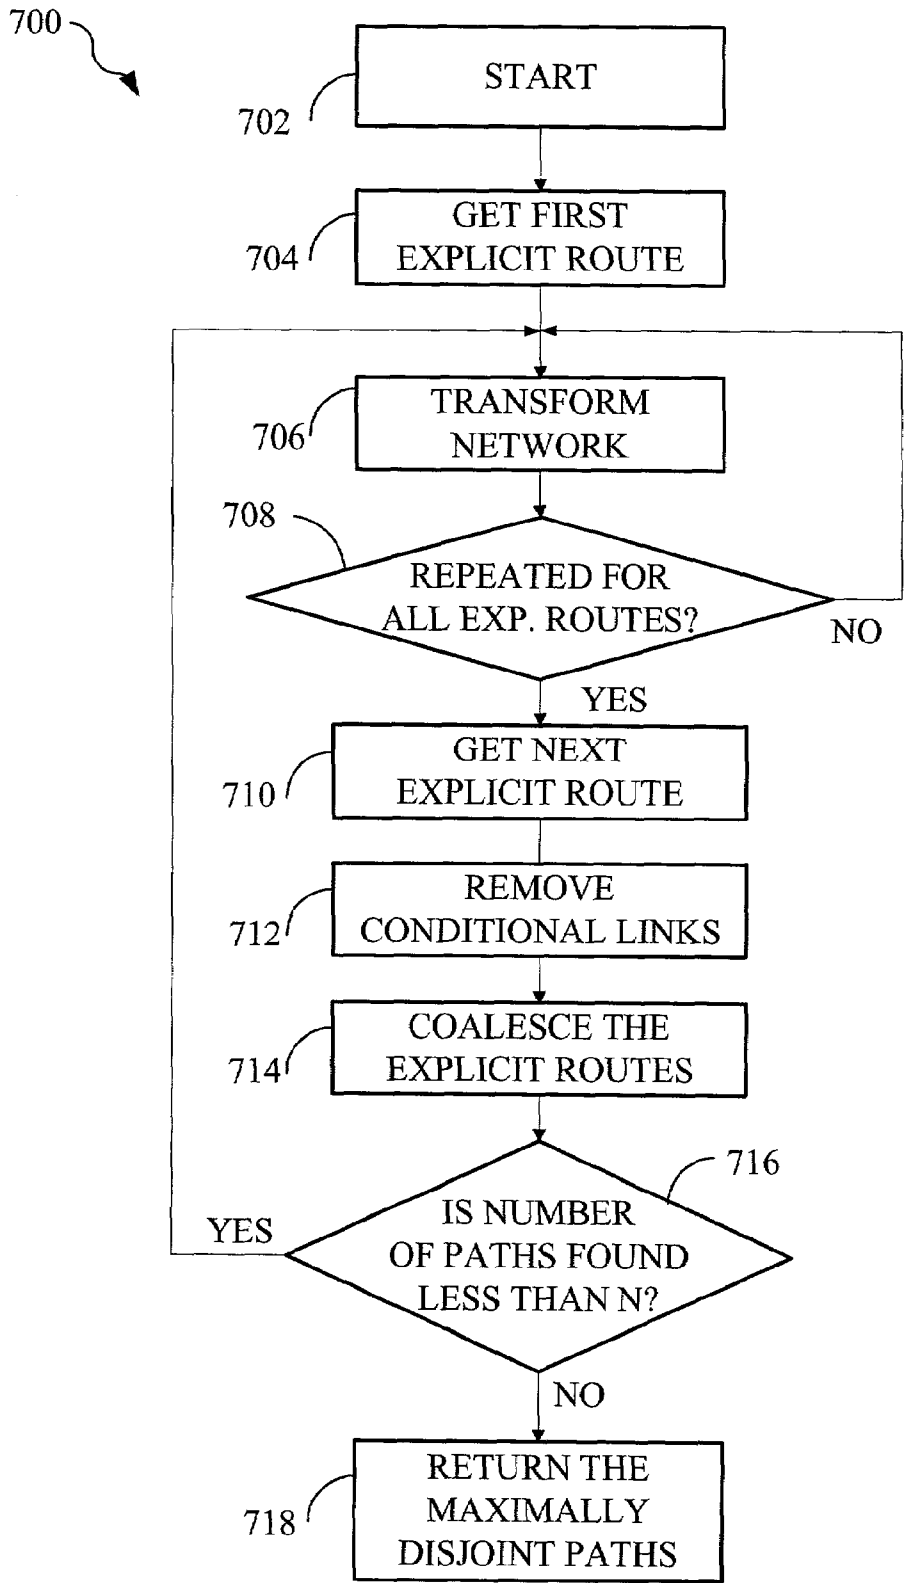 700
START
702
GET FIRST
EXPLICIT ROUTE
704
TRANSFORM
NETWORK
706
708
REPEATED FOR
ALL EXP. ROUTES?
NO
YES
GET NEXT
EXPLICIT ROUTE
710
REMOVE
CONDITIONAL LINKS
712
COALESCE THE
EXPLICIT ROUTES
714
716
YES
IS NUMBER
OF PATHS FOUND
LESS THAN N?
NO
RETURN THE
MAXIMALLY
DISJOINT PATHS
718